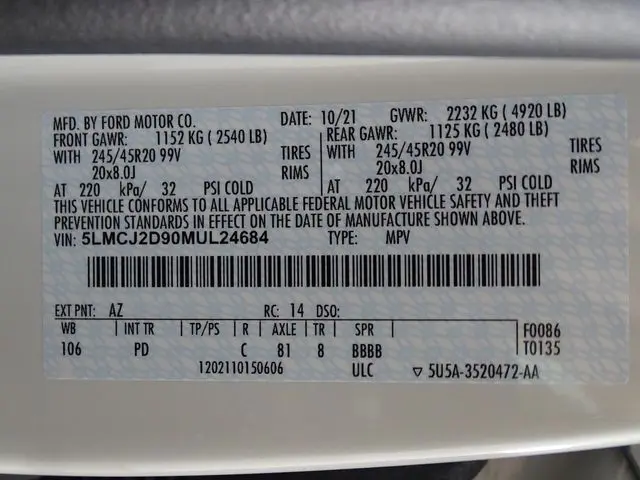 MFD. BY FORD MOTOR CO. DATE: 10/21 GVWR: 2232 KG ( 4920 LB)
FRONT GAWR: 1152 KG ( 2540 LB) REAR GAWR: 1125 KG ( 2480 LB)
WITH 245/45R20 99V TIRES WITH 245/45R20 99V TIRES
20x8.0J RIMS 20x8.0J RIMS
AT 220 kPa/ 32 PSI COLD AT 220 kPa/ 32 PSI COLD
THIS VEHICLE CONFORMS TO ALL APPLICABLE FEDERAL MOTOR VEHICLE SAFETY AND THEFT
PREVENTION STANDARDS IN EFFECT ON THE DATE OF MANUFACTURE SHOWN ABOVE.
VIN: 5LMCJ2D90MUL24684 TYPE: MPV
EXT PNT: AZ RC: 14 DSO:
WB INT TR TP/PS R AXLE TR SPR F0086
106 PD C 81 8 BBBB T0135
1202110150606 ULC ▽ 5U5A-3520472-AA